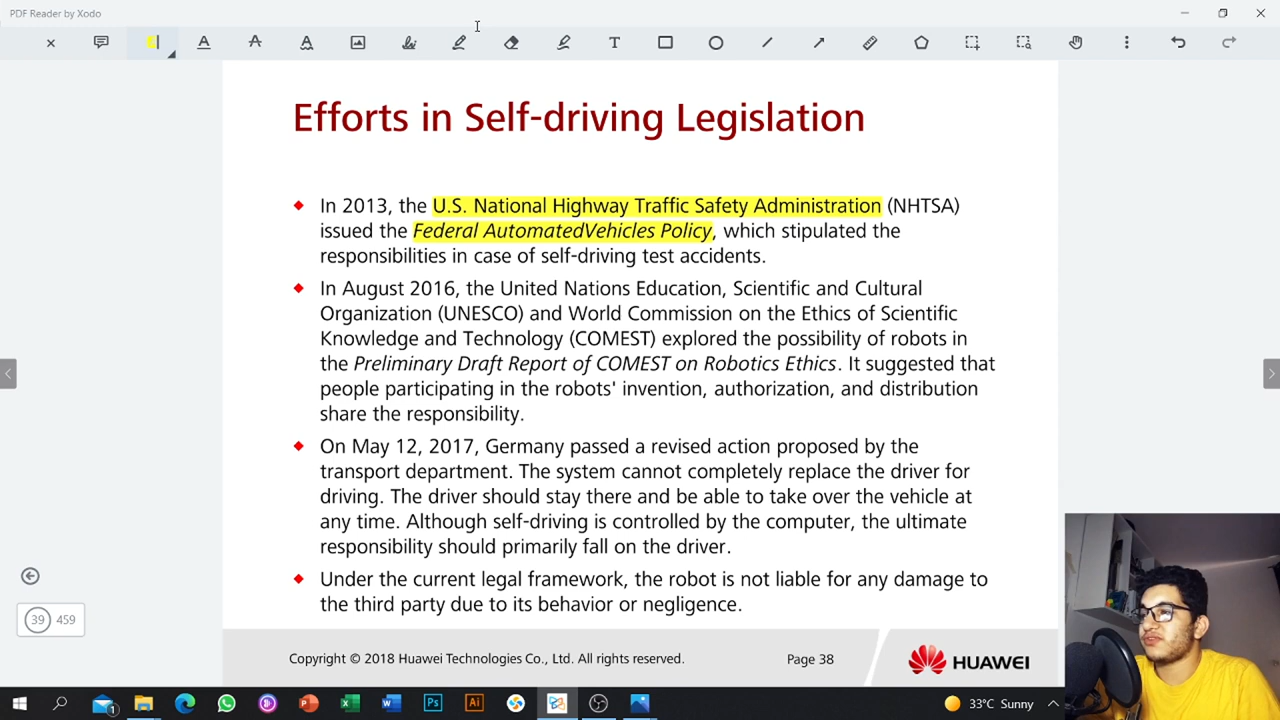 PDF Reader by Xodo
Efforts in Self-driving Legislation
In 2013, the U.S. National Highway Traffic Safety Administration (NHTSA)
issued the Federal AutomatedVehicles Policy, which stipulated the
responsibilities in case of self-driving test accidents.
In August 2016, the United Nations Education, Scientific and Cultural
Organization (UNESCO) and World Commission on the Ethics of Scientific
Knowledge and Technology (COMEST) explored the possibility of robots in
the Preliminary Draft Report of COMEST on Robotics Ethics. It suggested that
people participating in the robots' invention, authorization, and distribution
share the responsibility.
On May 12, 2017, Germany passed a revised action proposed by the
transport department. The system cannot completely replace the driver for
driving. The driver should stay there and be able to take over the vehicle at
any time. Although self-driving is controlled by the computer, the ultimate
responsibility should primarily fall on the driver.
Under the current legal framework, the robot is not liable for any damage to
the third party due to its behavior or negligence.
39 459
Copyright © 2018 Huawei Technologies Co., Ltd. All rights reserved. Page 38 HUAWEI
33°C Sunny